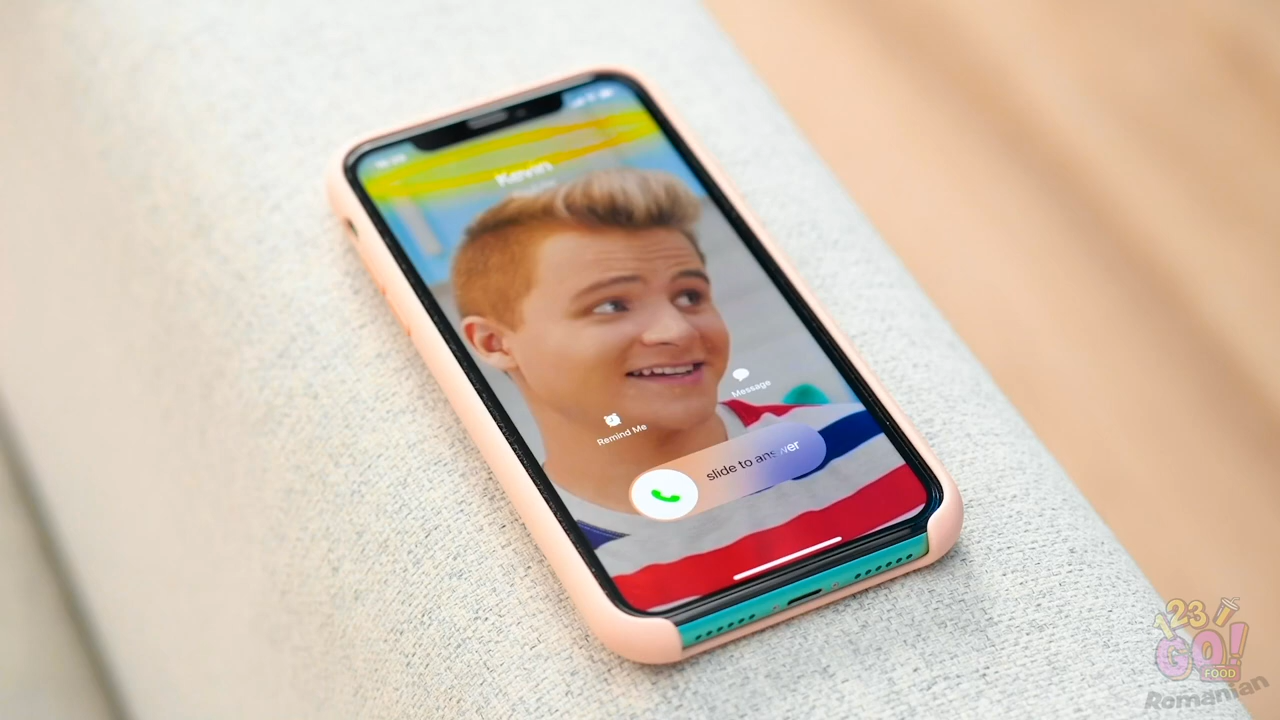 Kevin
Message
Remind Me
slide to answer
123
GO!
FOOD
Romanian